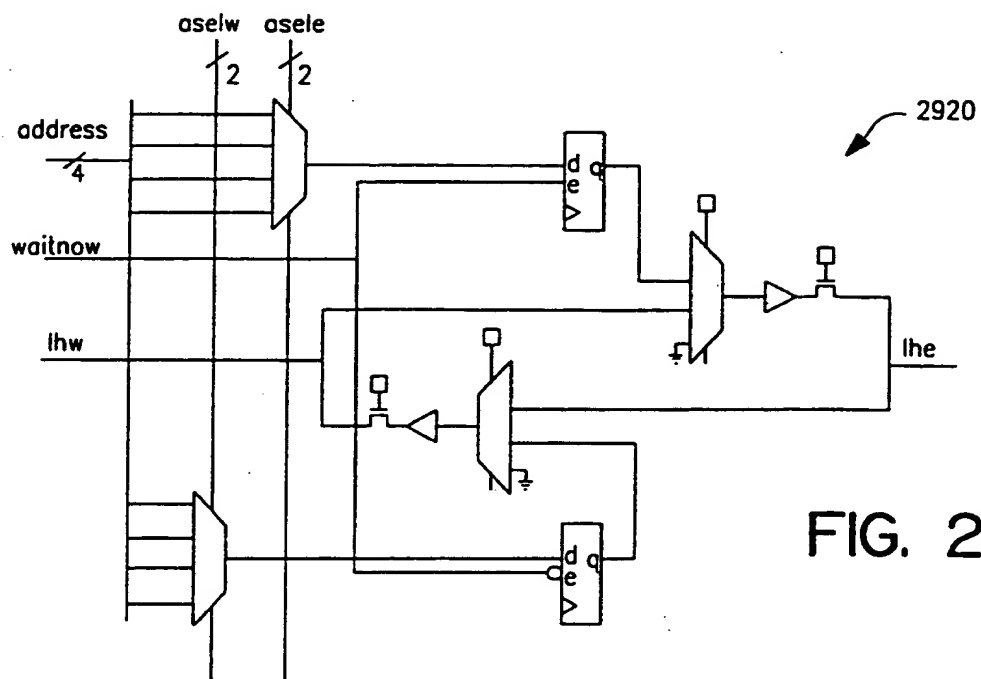 aselw asele
2 2
address
4
2920
d q
e
waitnow
lhw
lhe
d q
e
FIG. 2